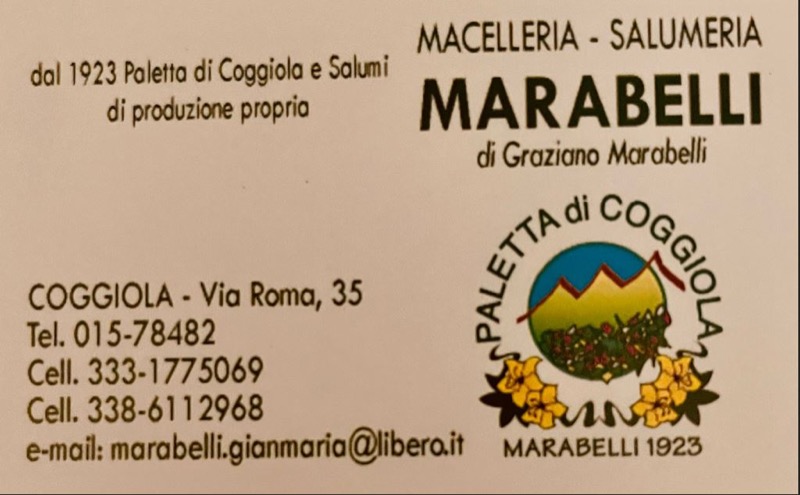 dal 1923 Paletta di Coggiola e Salumi
di produzione propria
MACELLERIA - SALUMERIA
MARABELLI
di Graziano Marabelli
PALETTA di COGGIOLA
MARABELLI 1923
COGGIOLA - Via Roma, 35
Tel. 015-78482
Cell. 333-1775069
Cell. 338-6112968
e-mail: marabelli.gianmaria@libero.it